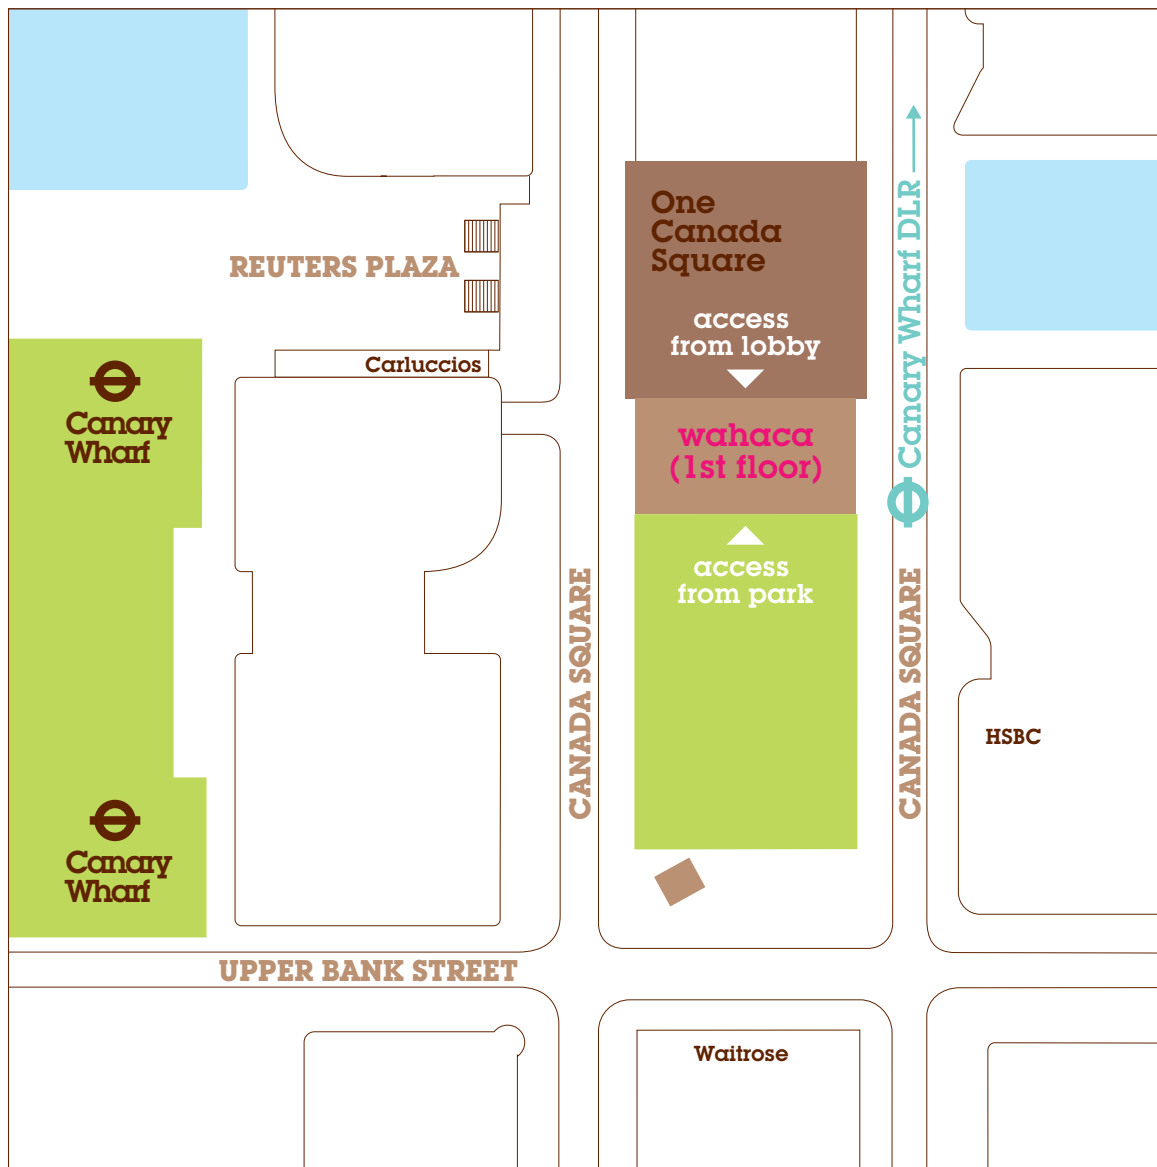 One
Canada
Square
REUTERS PLAZA
access
from lobby
Canary Wharf DLR
Carluccios
Canary
Wharf
wahaca
(1st floor)
access
from park
CANADA SQUARE
CANADA SQUARE
HSBC
Canary
Wharf
UPPER BANK STREET
Waitrose